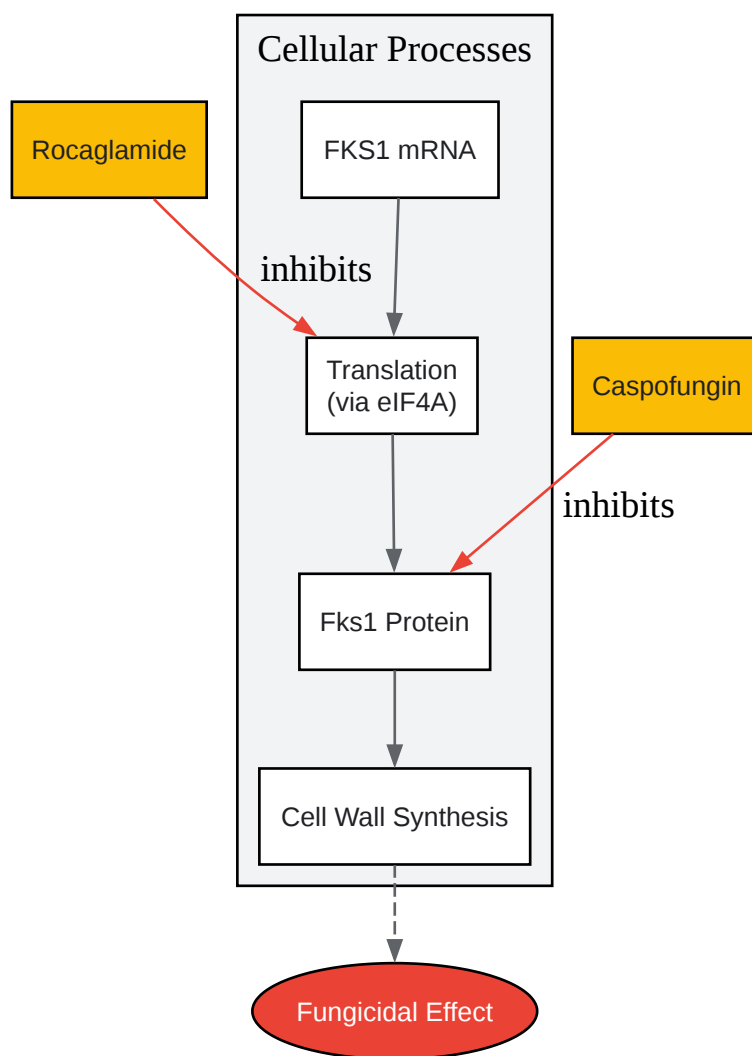 Cellular Processes
Rocaglamide
FKS1 mRNA
inhibits
Translation
(via eIF4A)
Caspofungin
inhibits
Fks1 Protein
Cell Wall Synthesis
Fungicidal Effect